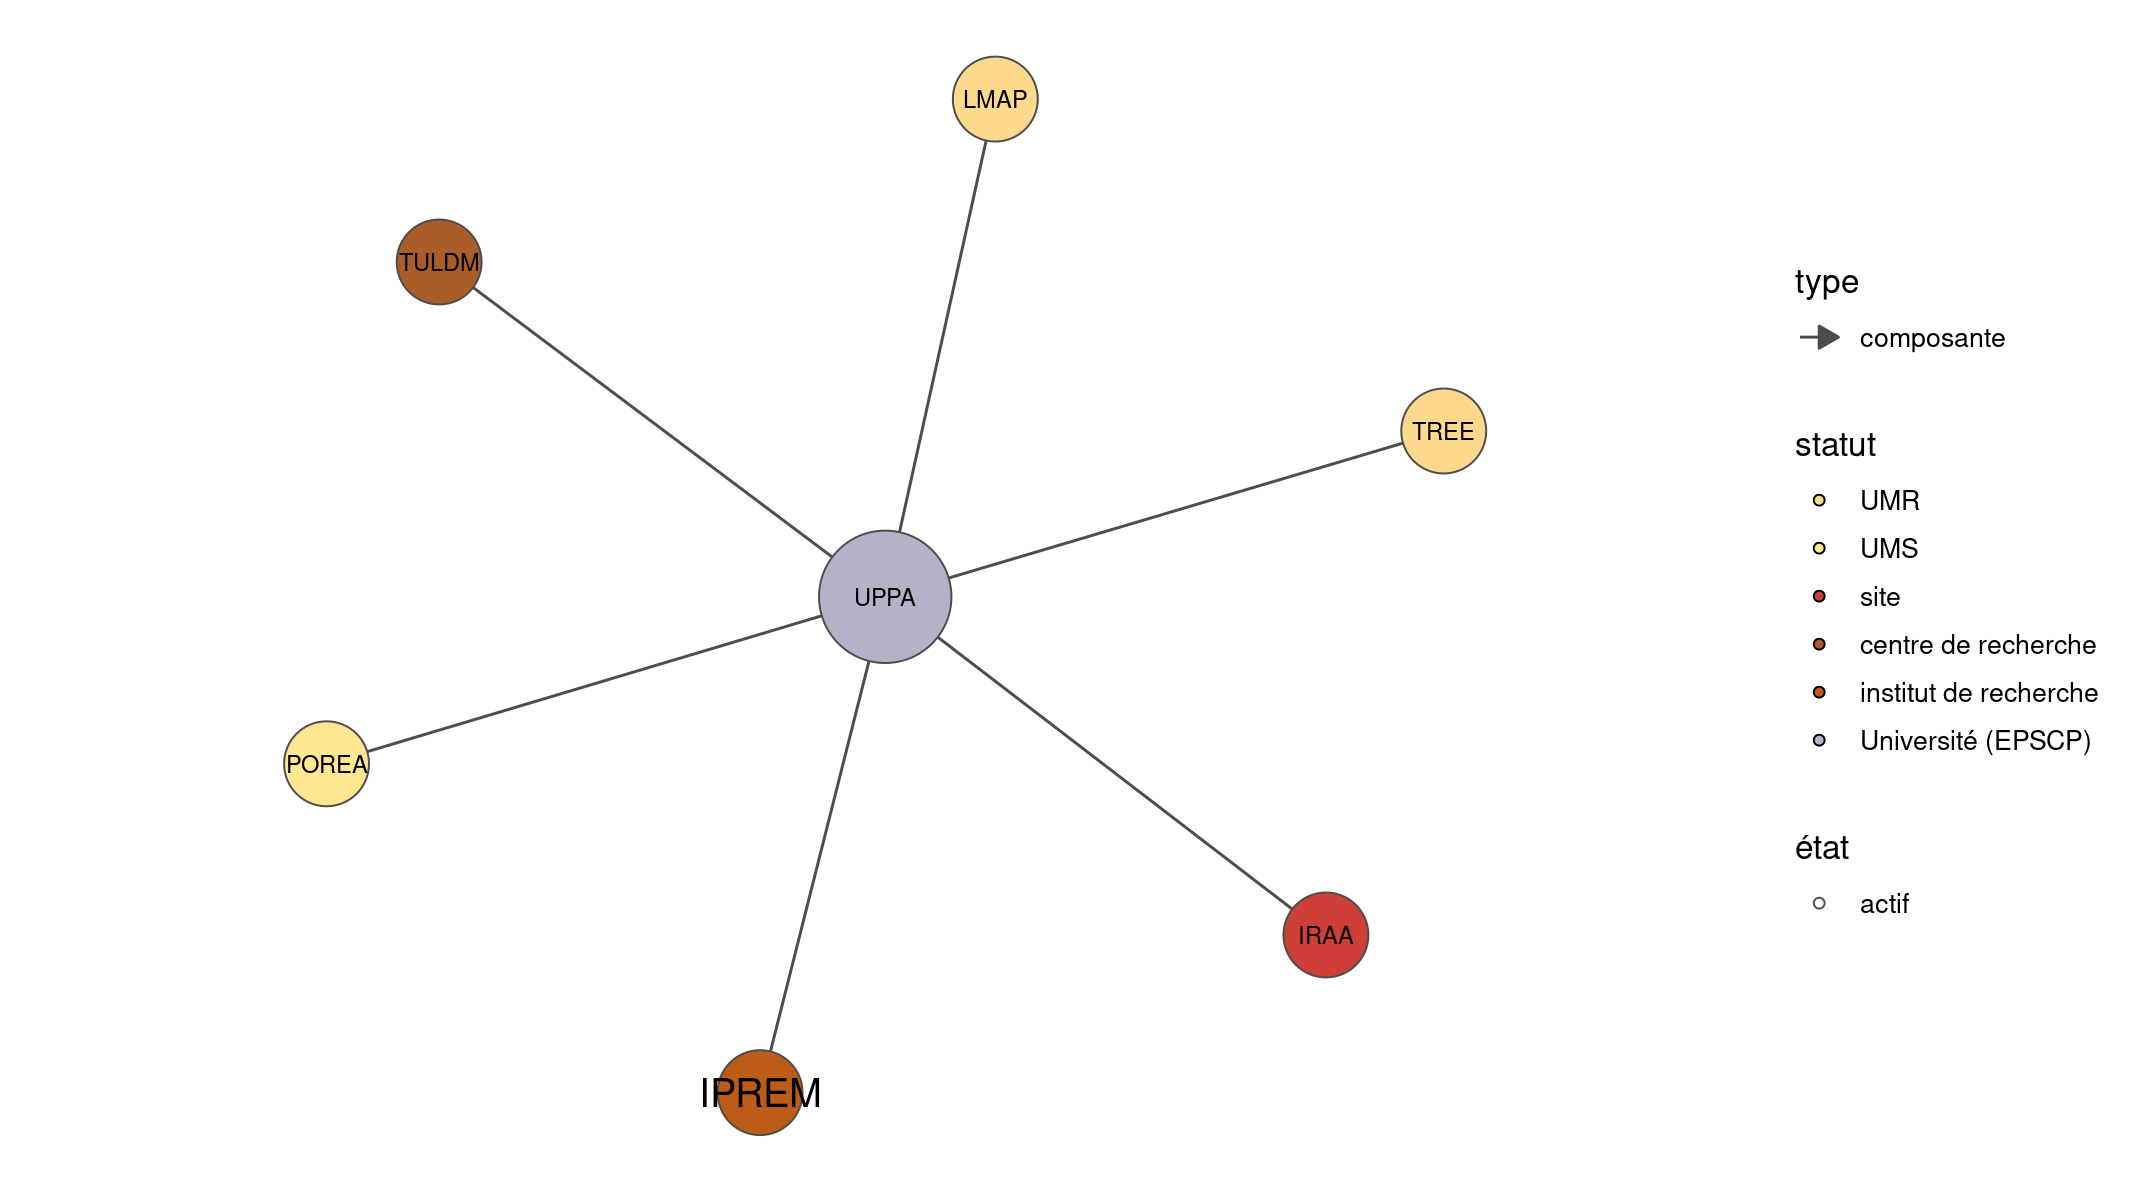 LMAP
TULDM
TREE
UPPA
POREA
IRAA
IPREM
type
composante
statut
UMR
UMS
site
centre de recherche
institut de recherche
Université (EPSCP)
état
actif